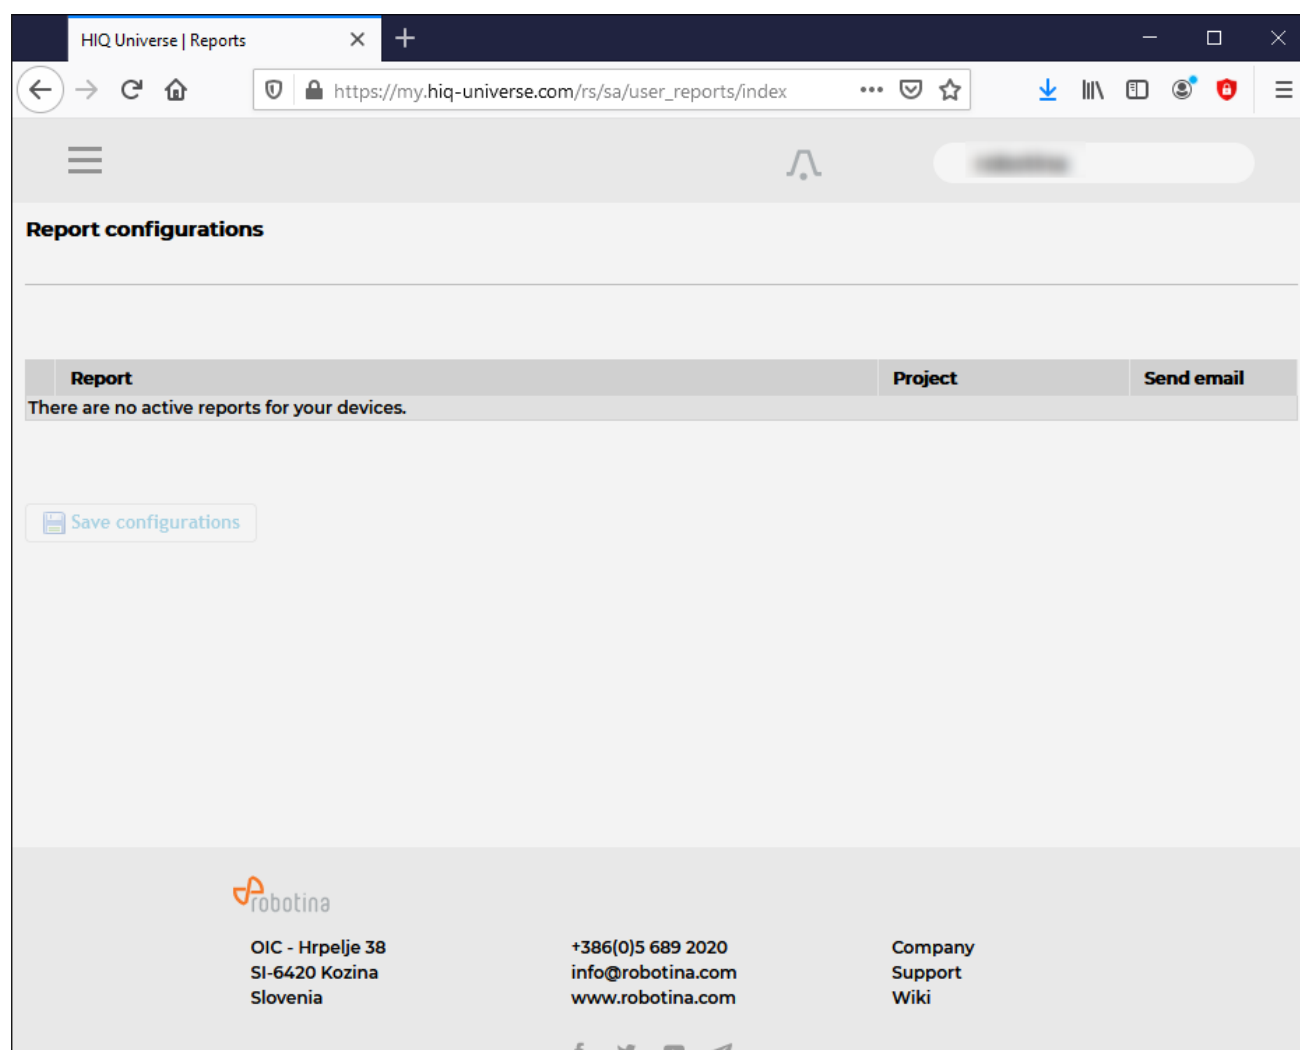 HIQ Universe | Reports
https://my.hiq-universe.com/rs/sa/user_reports/index
Report configurations
Report Project Send email
There are no active reports for your devices.
Save configurations
robotina
OIC - Hrpelje 38 +386(0)5 689 2020 Company
SI-6420 Kozina info@robotina.com Support
Slovenia www.robotina.com Wiki